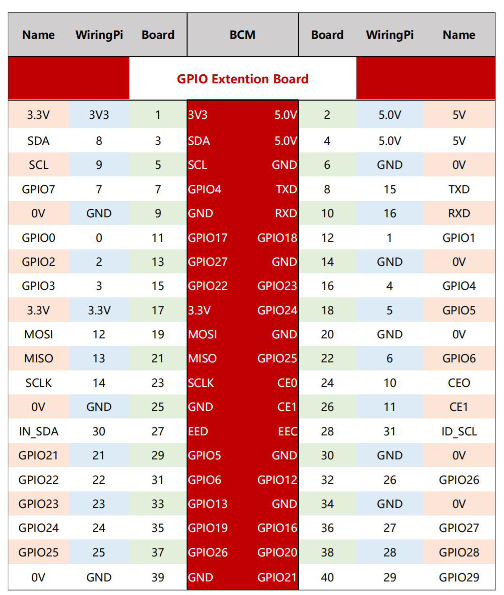 Name WiringPi Board BCM Board WiringPi Name
GPIO Extention Board
3.3V 3V3 1 3V3 5.0V 2 5.0V 5V
SDA 8 3 SDA 5.0V 4 5.0V 5V
SCL 9 5 SCL GND 6 GND 0V
GPIO7 7 7 GPIO4 TXD 8 15 TXD
0V GND 9 GND RXD 10 16 RXD
GPIO0 0 11 GPIO17 GPIO18 12 1 GPIO1
GPIO2 2 13 GPIO27 GND 14 GND 0V
GPIO3 3 15 GPIO22 GPIO23 16 4 GPIO4
3.3V 3.3V 17 3.3V GPIO24 18 5 GPIO5
MOSI 12 19 MOSI GND 20 GND 0V
MISO 13 21 MISO GPIO25 22 6 GPIO6
SCLK 14 23 SCLK CE0 24 10 CEO
0V GND 25 GND CE1 26 11 CE1
IN_SDA 30 27 EED EEC 28 31 ID_SCL
GPIO21 21 29 GPIO5 GND 30 GND 0V
GPIO22 22 31 GPIO6 GPIO12 32 26 GPIO26
GPIO23 23 33 GPIO13 GND 34 GND 0V
GPIO24 24 35 GPIO19 GPIO16 36 27 GPIO27
GPIO25 25 37 GPIO26 GPIO20 38 28 GPIO28
0V GND 39 GND GPIO21 40 29 GPIO29